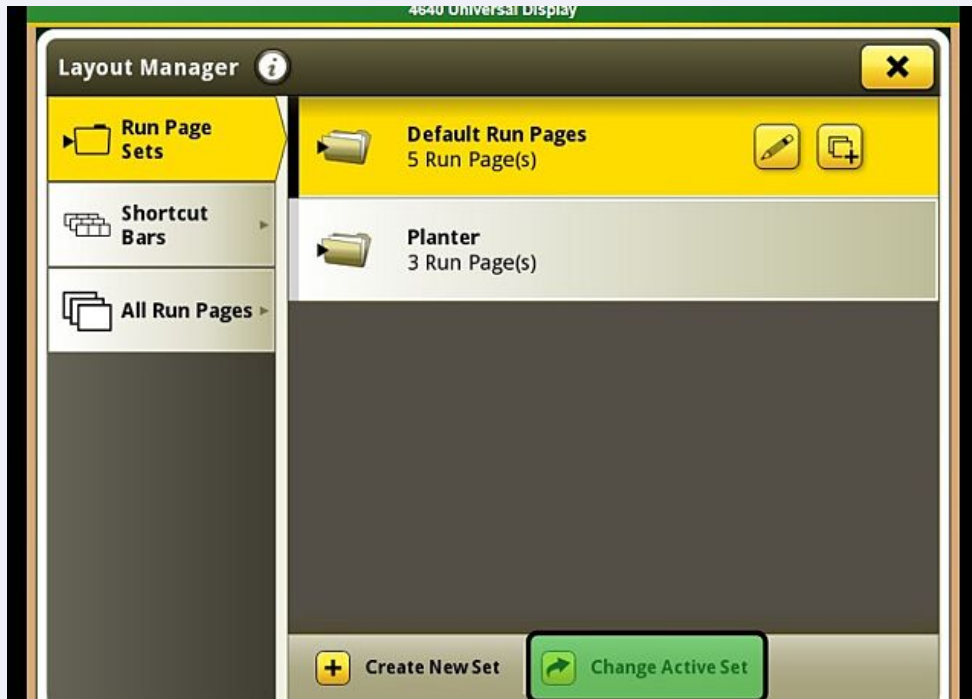 4640 Universal Display
Layout Manager
Run Page
Sets
Default Run Pages
5 Run Page(s)
Shortcut
Bars
Planter
3 Run Page(s)
All Run Pages
Create New Set
Change Active Set